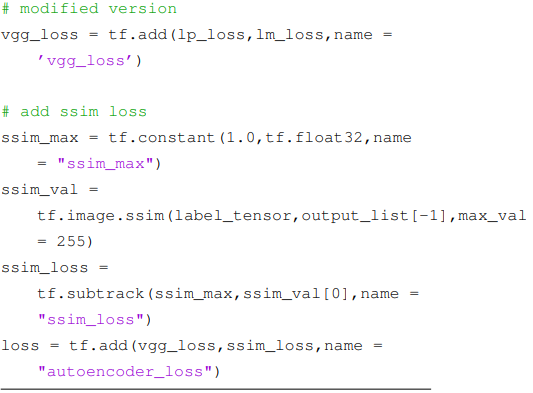 # modified version
vgg_loss = tf.add(lp_loss,lm_loss,name =
’vgg_loss’)
# add ssim loss
ssim_max = tf.constant(1.0,tf.float32,name
= "ssim_max")
ssim_val =
tf.image.ssim(label_tensor,output_list[-1],max_val
= 255)
ssim_loss =
tf.subtrack(ssim_max,ssim_val[0],name =
"ssim_loss")
loss = tf.add(vgg_loss,ssim_loss,name =
"autoencoder_loss")